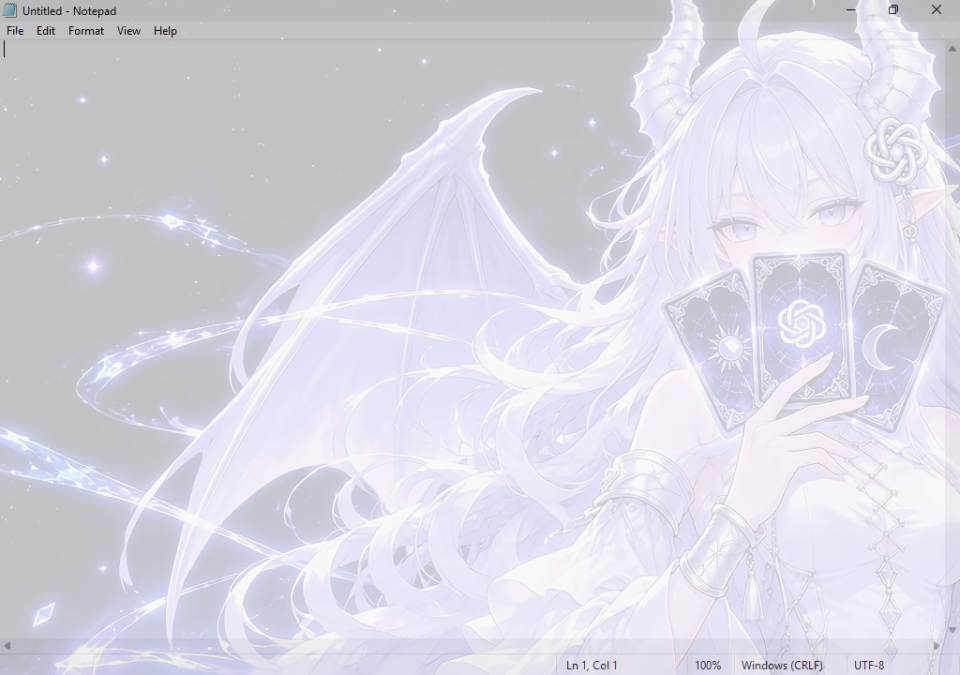 Untitled - Notepad
File Edit Format View Help
Ln 1, Col 1 100% Windows (CRLF) UTF-8